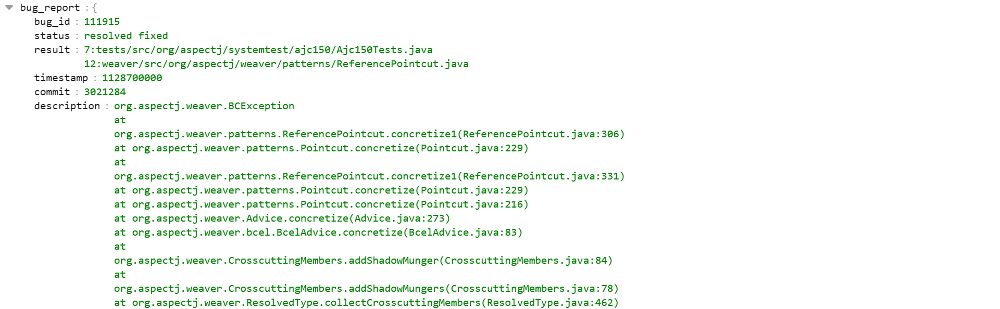 bug_report : {
bug_id : 111915
status : resolved fixed
result : 7:tests/src/org/aspectj/systemtest/ajc150/Ajc150Tests.java
12:weaver/src/org/aspectj/weaver/patterns/ReferencePointcut.java
timestamp : 1128700000
commit : 3021284
description : org.aspectj.weaver.BCException
at
org.aspectj.weaver.patterns.ReferencePointcut.concretize1(ReferencePointcut.java:306)
at org.aspectj.weaver.patterns.Pointcut.concretize(Pointcut.java:229)
at
org.aspectj.weaver.patterns.ReferencePointcut.concretize1(ReferencePointcut.java:331)
at org.aspectj.weaver.patterns.Pointcut.concretize(Pointcut.java:229)
at org.aspectj.weaver.patterns.Pointcut.concretize(Pointcut.java:216)
at org.aspectj.weaver.Advice.concretize(Advice.java:273)
at org.aspectj.weaver.bcel.BcelAdvice.concretize(BcelAdvice.java:83)
at
org.aspectj.weaver.CrosscuttingMembers.addShadowMunger(CrosscuttingMembers.java:84)
at
org.aspectj.weaver.CrosscuttingMembers.addShadowMungers(CrosscuttingMembers.java:78)
at org.aspectj.weaver.ResolvedType.collectCrosscuttingMembers(ResolvedType.java:462)